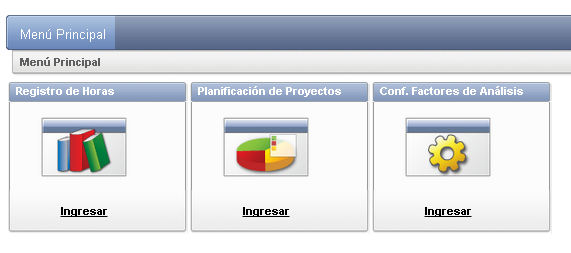 Menú Principal
Menú Principal
Registro de Horas
Planificación de Proyectos
Conf. Factores de Análisis
Ingresar
Ingresar
Ingresar